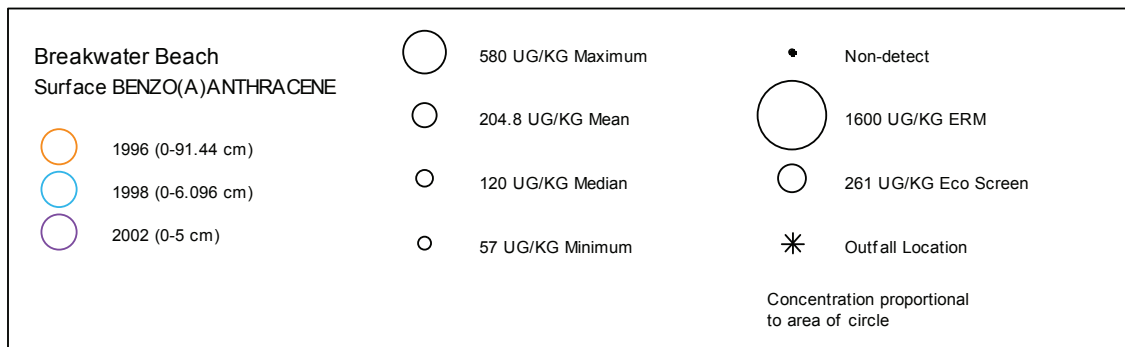 Breakwater Beach
Surface BENZO(A)ANTHRACENE
1996 (0-91.44 cm)
1998 (0-6.096 cm)
2002 (0-5 cm)
580 UG/KG Maximum
204.8 UG/KG Mean
120 UG/KG Median
57 UG/KG Minimum
Non-detect
1600 UG/KG ERM
261 UG/KG Eco Screen
Outfall Location
Concentration proportional
to area of circle